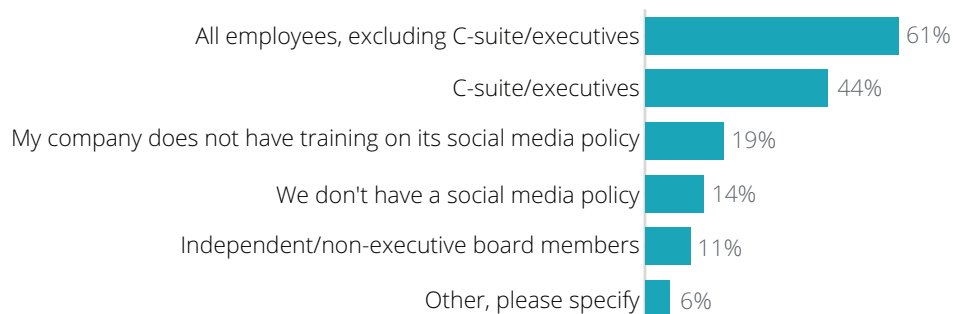 All employees, excluding C-suite/executives 61%
C-suite/executives 44%
My company does not have training on its social media policy 19%
We don't have a social media policy 14%
Independent/non-executive board members 11%
Other, please specify 6%